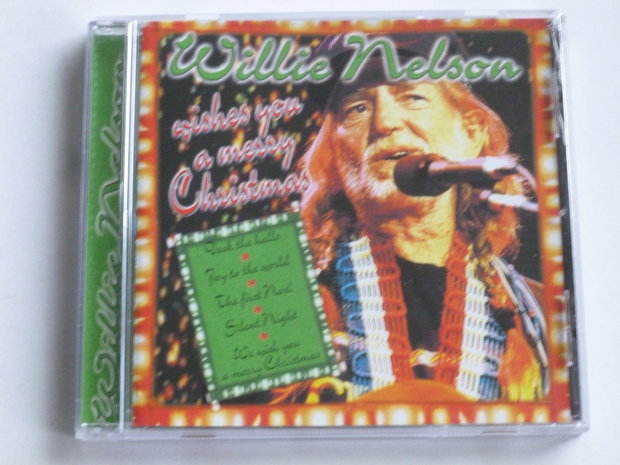 Willie Nelson
Willie Nelson
wishes you
a merry
Christmas
Deck the halls
Joy to the world
The first Noel
Silent Night
We wish you
a merry Christmas